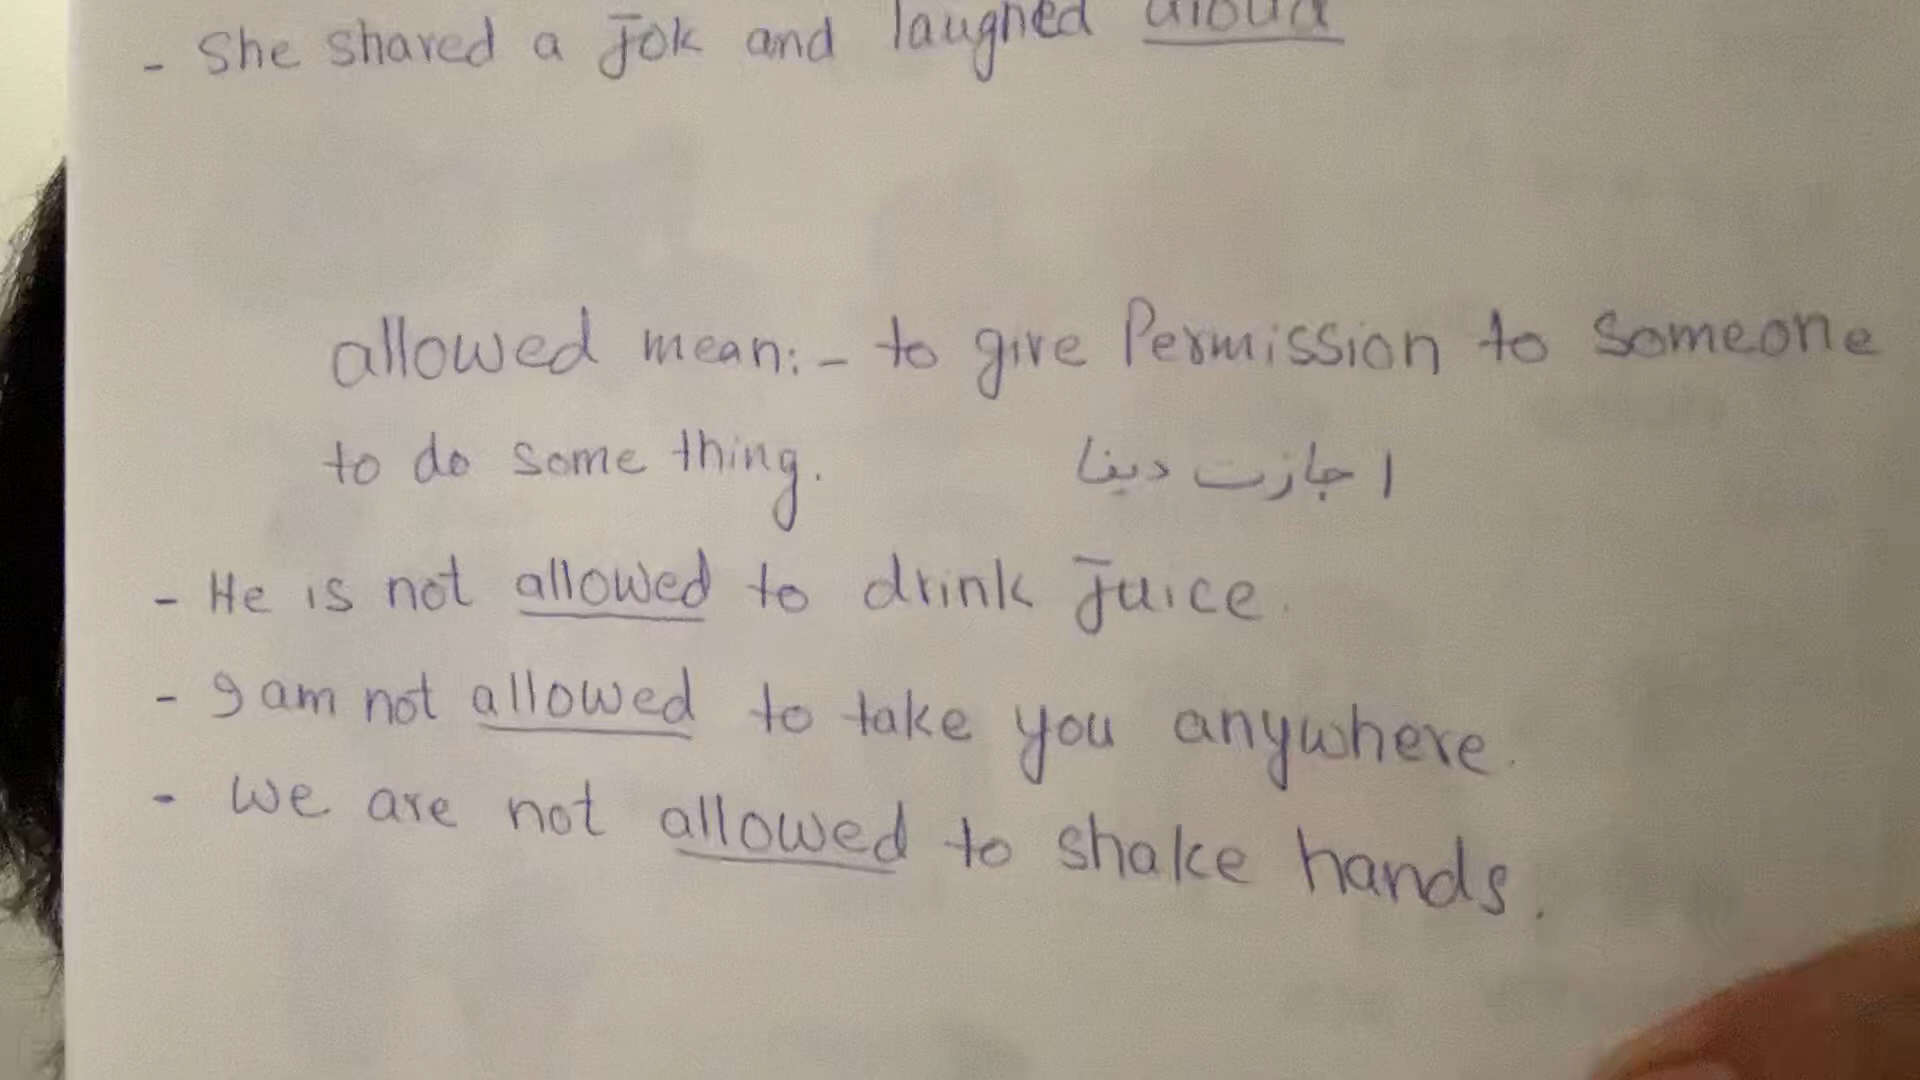 - She shared a Jok and laughed aloud
allowed mean:- to give Permission to someone
to do some thing. اجازت دینا
- He is not allowed to drink Juice.
- I am not allowed to take you anywhere.
- We are not allowed to shake hands.